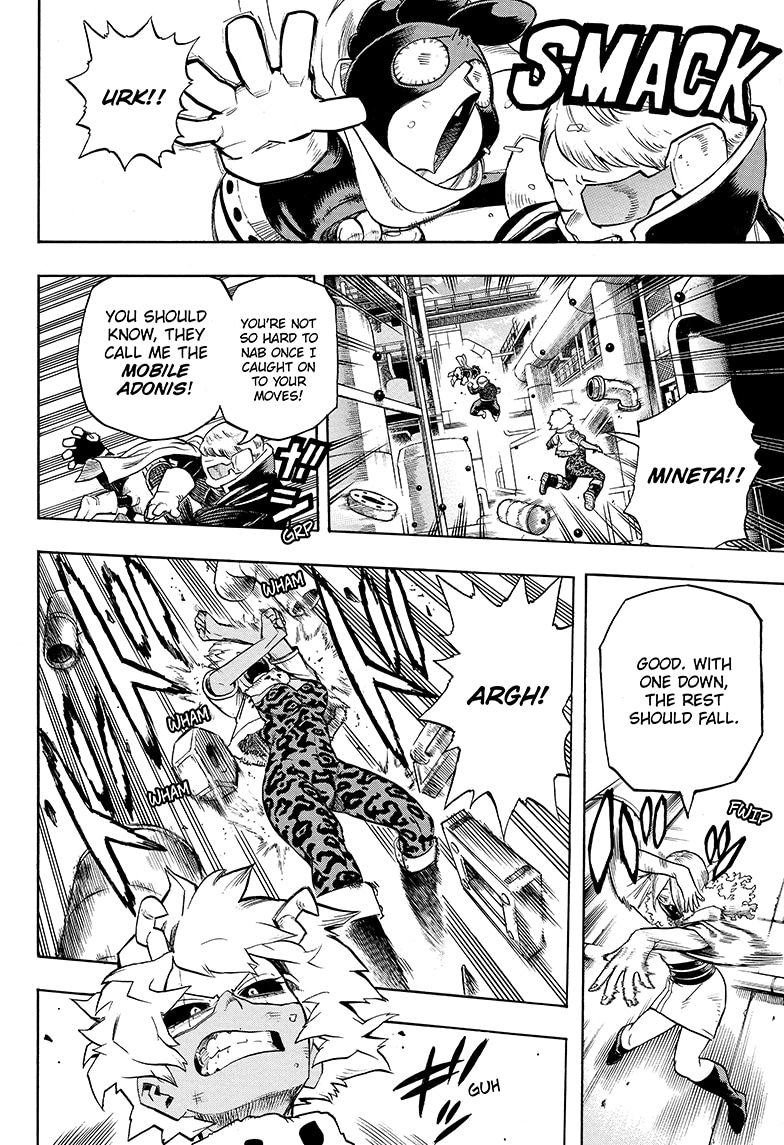 SMACK
URK!!
MINETA!!
YOU'RE NOT
SO HARD TO
NAB ONCE I
CAUGHT ON
TO YOUR
MOVES!
YOU SHOULD
KNOW, THEY
CALL ME THE
MOBILE
ADONIS!
GRP
GOOD. WITH
ONE DOWN,
THE REST
SHOULD FALL.
FWIP
ARGH!
WHAM
WHAM
WHAM
GUH